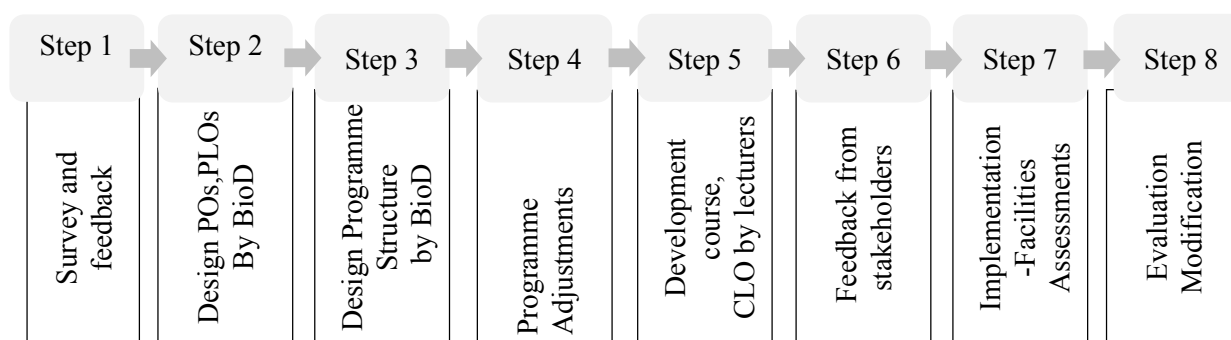 Step 1
Step 2
Step 3
Step 4
Step 5
Step 6
Step 7
Step 8
Survey and
feedback
Design POs,PLOs
By BioD
Design Programme
Structure
by BioD
Programme
Adjustments
Development
course,
CLO by lecturers
Feedback from
stakeholders
Implementation
-Facilities
Assessments
Evaluation
Modification